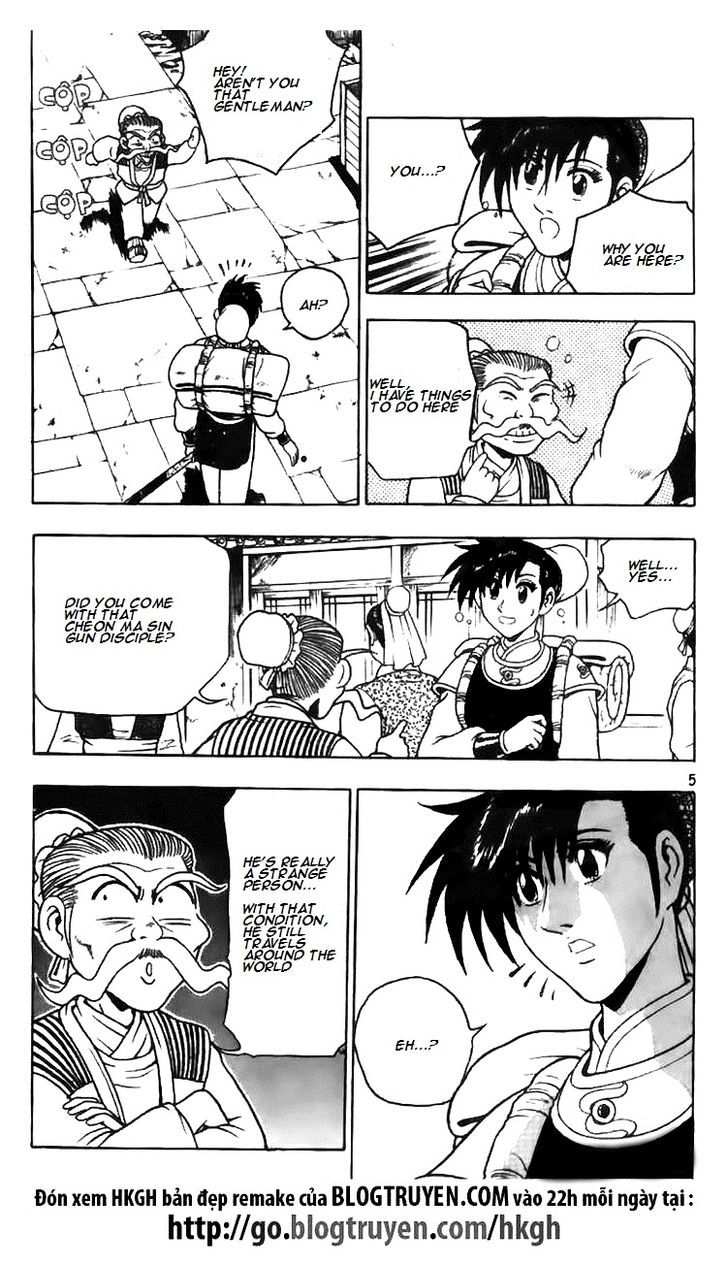 HEY!
AREN'T YOU
THAT
GENTLEMAN?
CỘP
CỘP
CỘP
AH?
YOU...?
WHY YOU
ARE HERE?
WELL,
I HAVE THINGS
TO DO HERE
DID YOU COME
WITH THAT
CHEON MA SIN
GUN DISCIPLE?
WELL...
YES...
5
HE'S REALLY
A STRANGE
PERSON...
WITH THAT
CONDITION,
HE STILL
TRAVELS
AROUND THE
WORLD
EH...?
Đón xem HKGH bản đẹp remake của BLOGTRUYEN.COM vào 22h mỗi ngày tại :
http://go.blogtruyen.com/hkgh